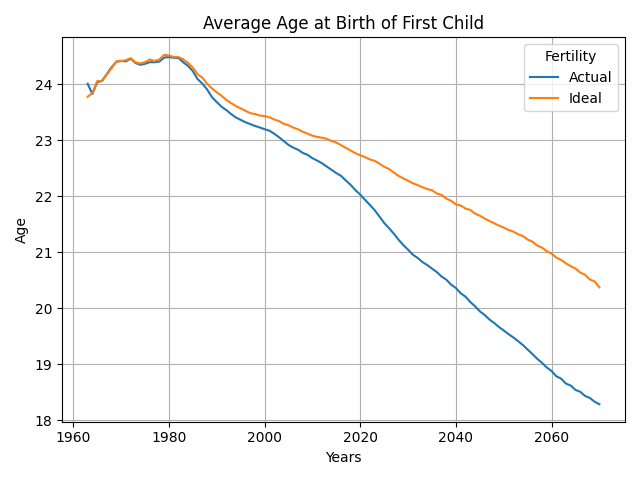 Average Age at Birth of First Child
Fertility
Actual
Ideal
Age
24
23
22
21
20
19
18
1960
1980
2000
2020
2040
2060
Years